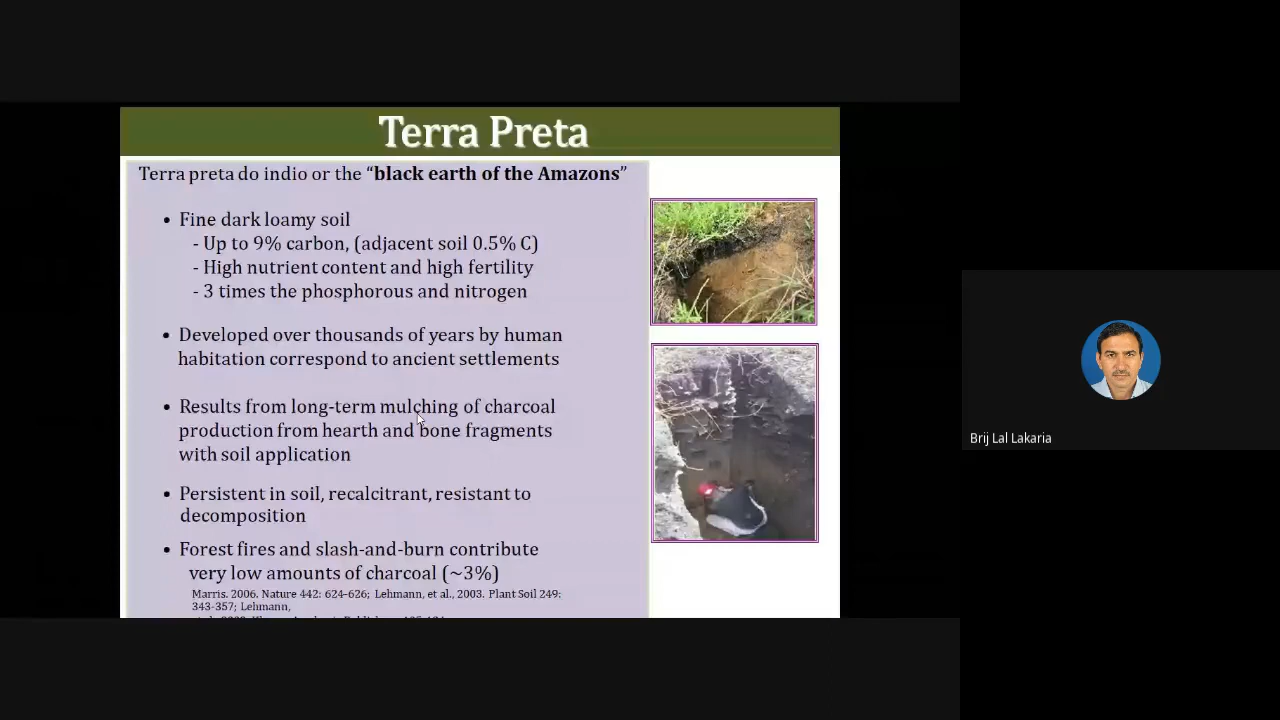 Terra Preta
Terra preta do indio or the “black earth of the Amazons”
• Fine dark loamy soil
- Up to 9% carbon, (adjacent soil 0.5% C)
- High nutrient content and high fertility
- 3 times the phosphorous and nitrogen
• Developed over thousands of years by human
habitation correspond to ancient settlements
• Results from long-term mulching of charcoal
production from hearth and bone fragments
with soil application
• Persistent in soil, recalcitrant, resistant to
decomposition
• Forest fires and slash-and-burn contribute
very low amounts of charcoal (~3%)
Marris. 2006. Nature 442: 624-626; Lehmann, et al., 2003. Plant Soil 249:
343-357; Lehmann,
Brij Lal Lakaria